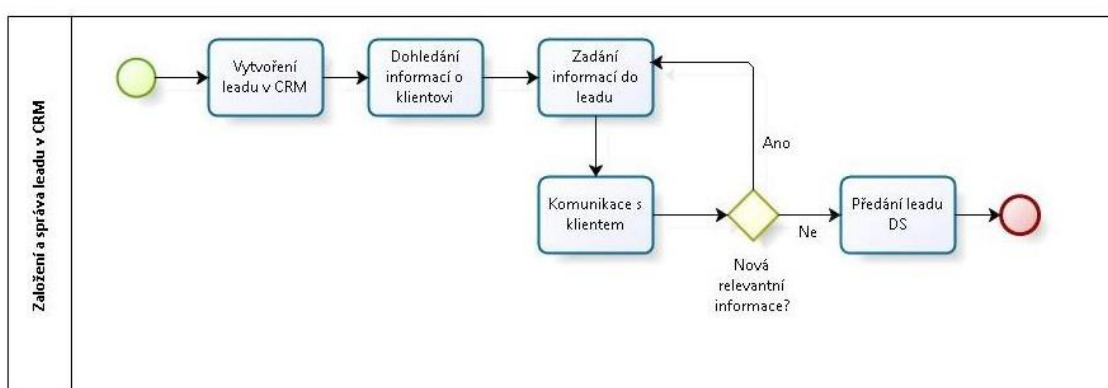 Založení a správa leadu v CRM
Vytvoření
leadu v CRM
Dohledání
informací o
klientovi
Zadání
informací do
leadu
Komunikace s
klientem
Ano
Nová
relevantní
informace?
Ne
Předání leadu
DS